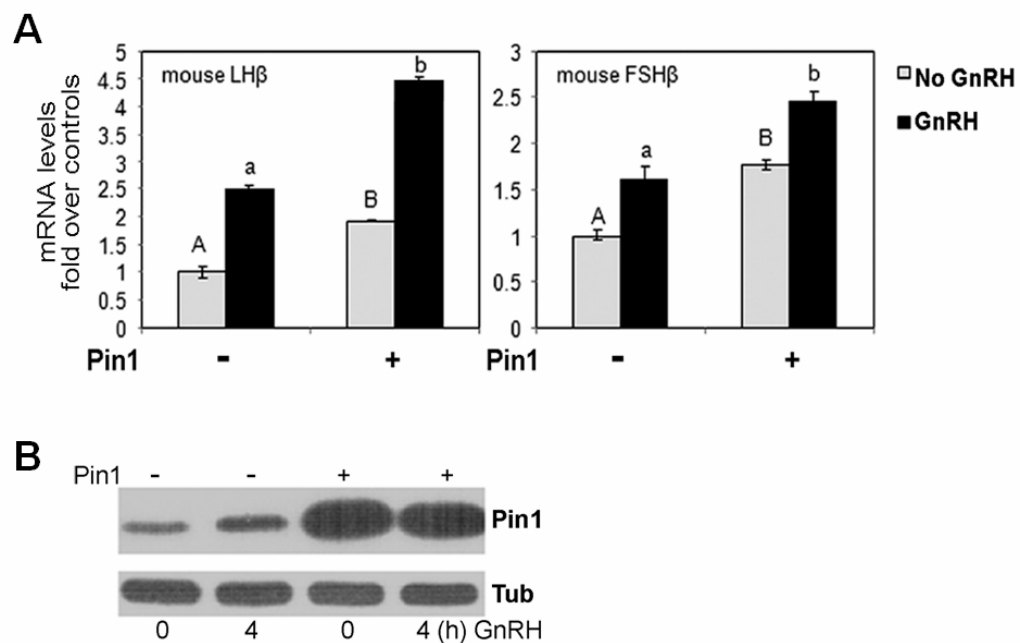 A
mRNA levels
fold over controls
5
4.5
4
3.5
3
2.5
2
1.5
1
0.5
0
mouse LHβ
A
a
B
b
Pin1 - +
3
2.5
2
1.5
1
0.5
0
mouse FSHβ
A
a
B
b
Pin1 - +
No GnRH
GnRH
B
Pin1 - - + +
Pin1
Tub
0 4 0 4 (h) GnRH